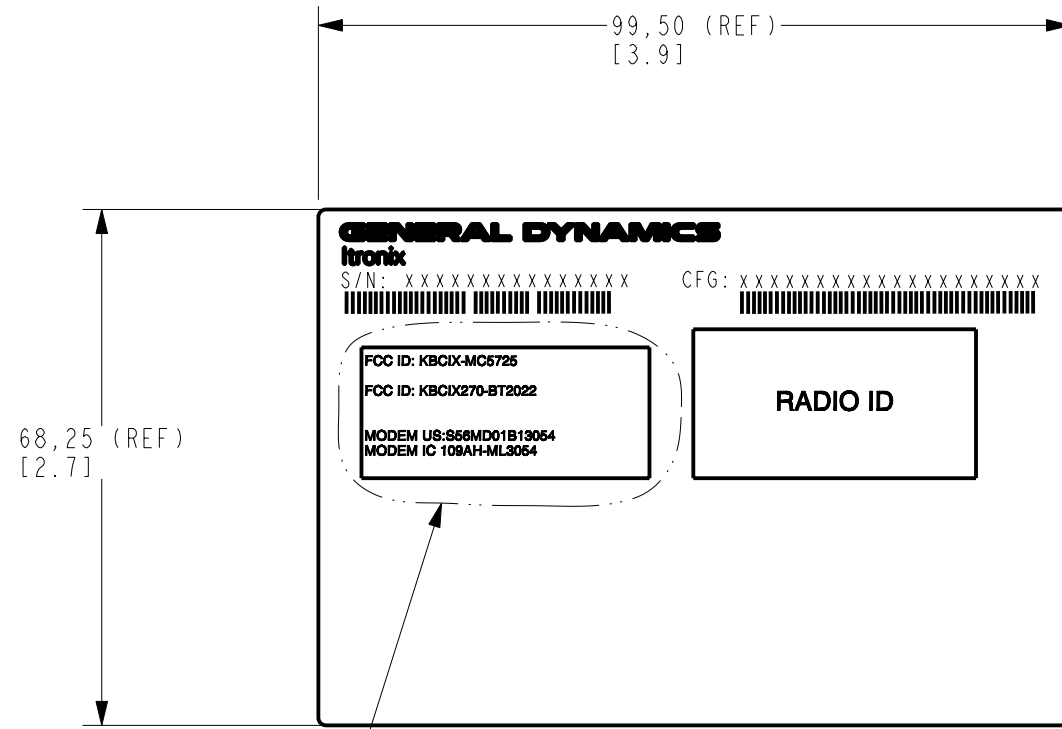 99,50 (REF)
[3.9]
GENERAL DYNAMICS
Itronix
S/N: XXXXXXXXXXXXXXX
CFG: XXXXXXXXXXXXXXXXXXXX
FCC ID: KBCIX-MC5725
FCC ID: KBCIX270-BT2022
MODEM US:S56MD01B13054
MODEM IC 109AH-ML3054
RADIO ID
68,25 (REF)
[2.7]